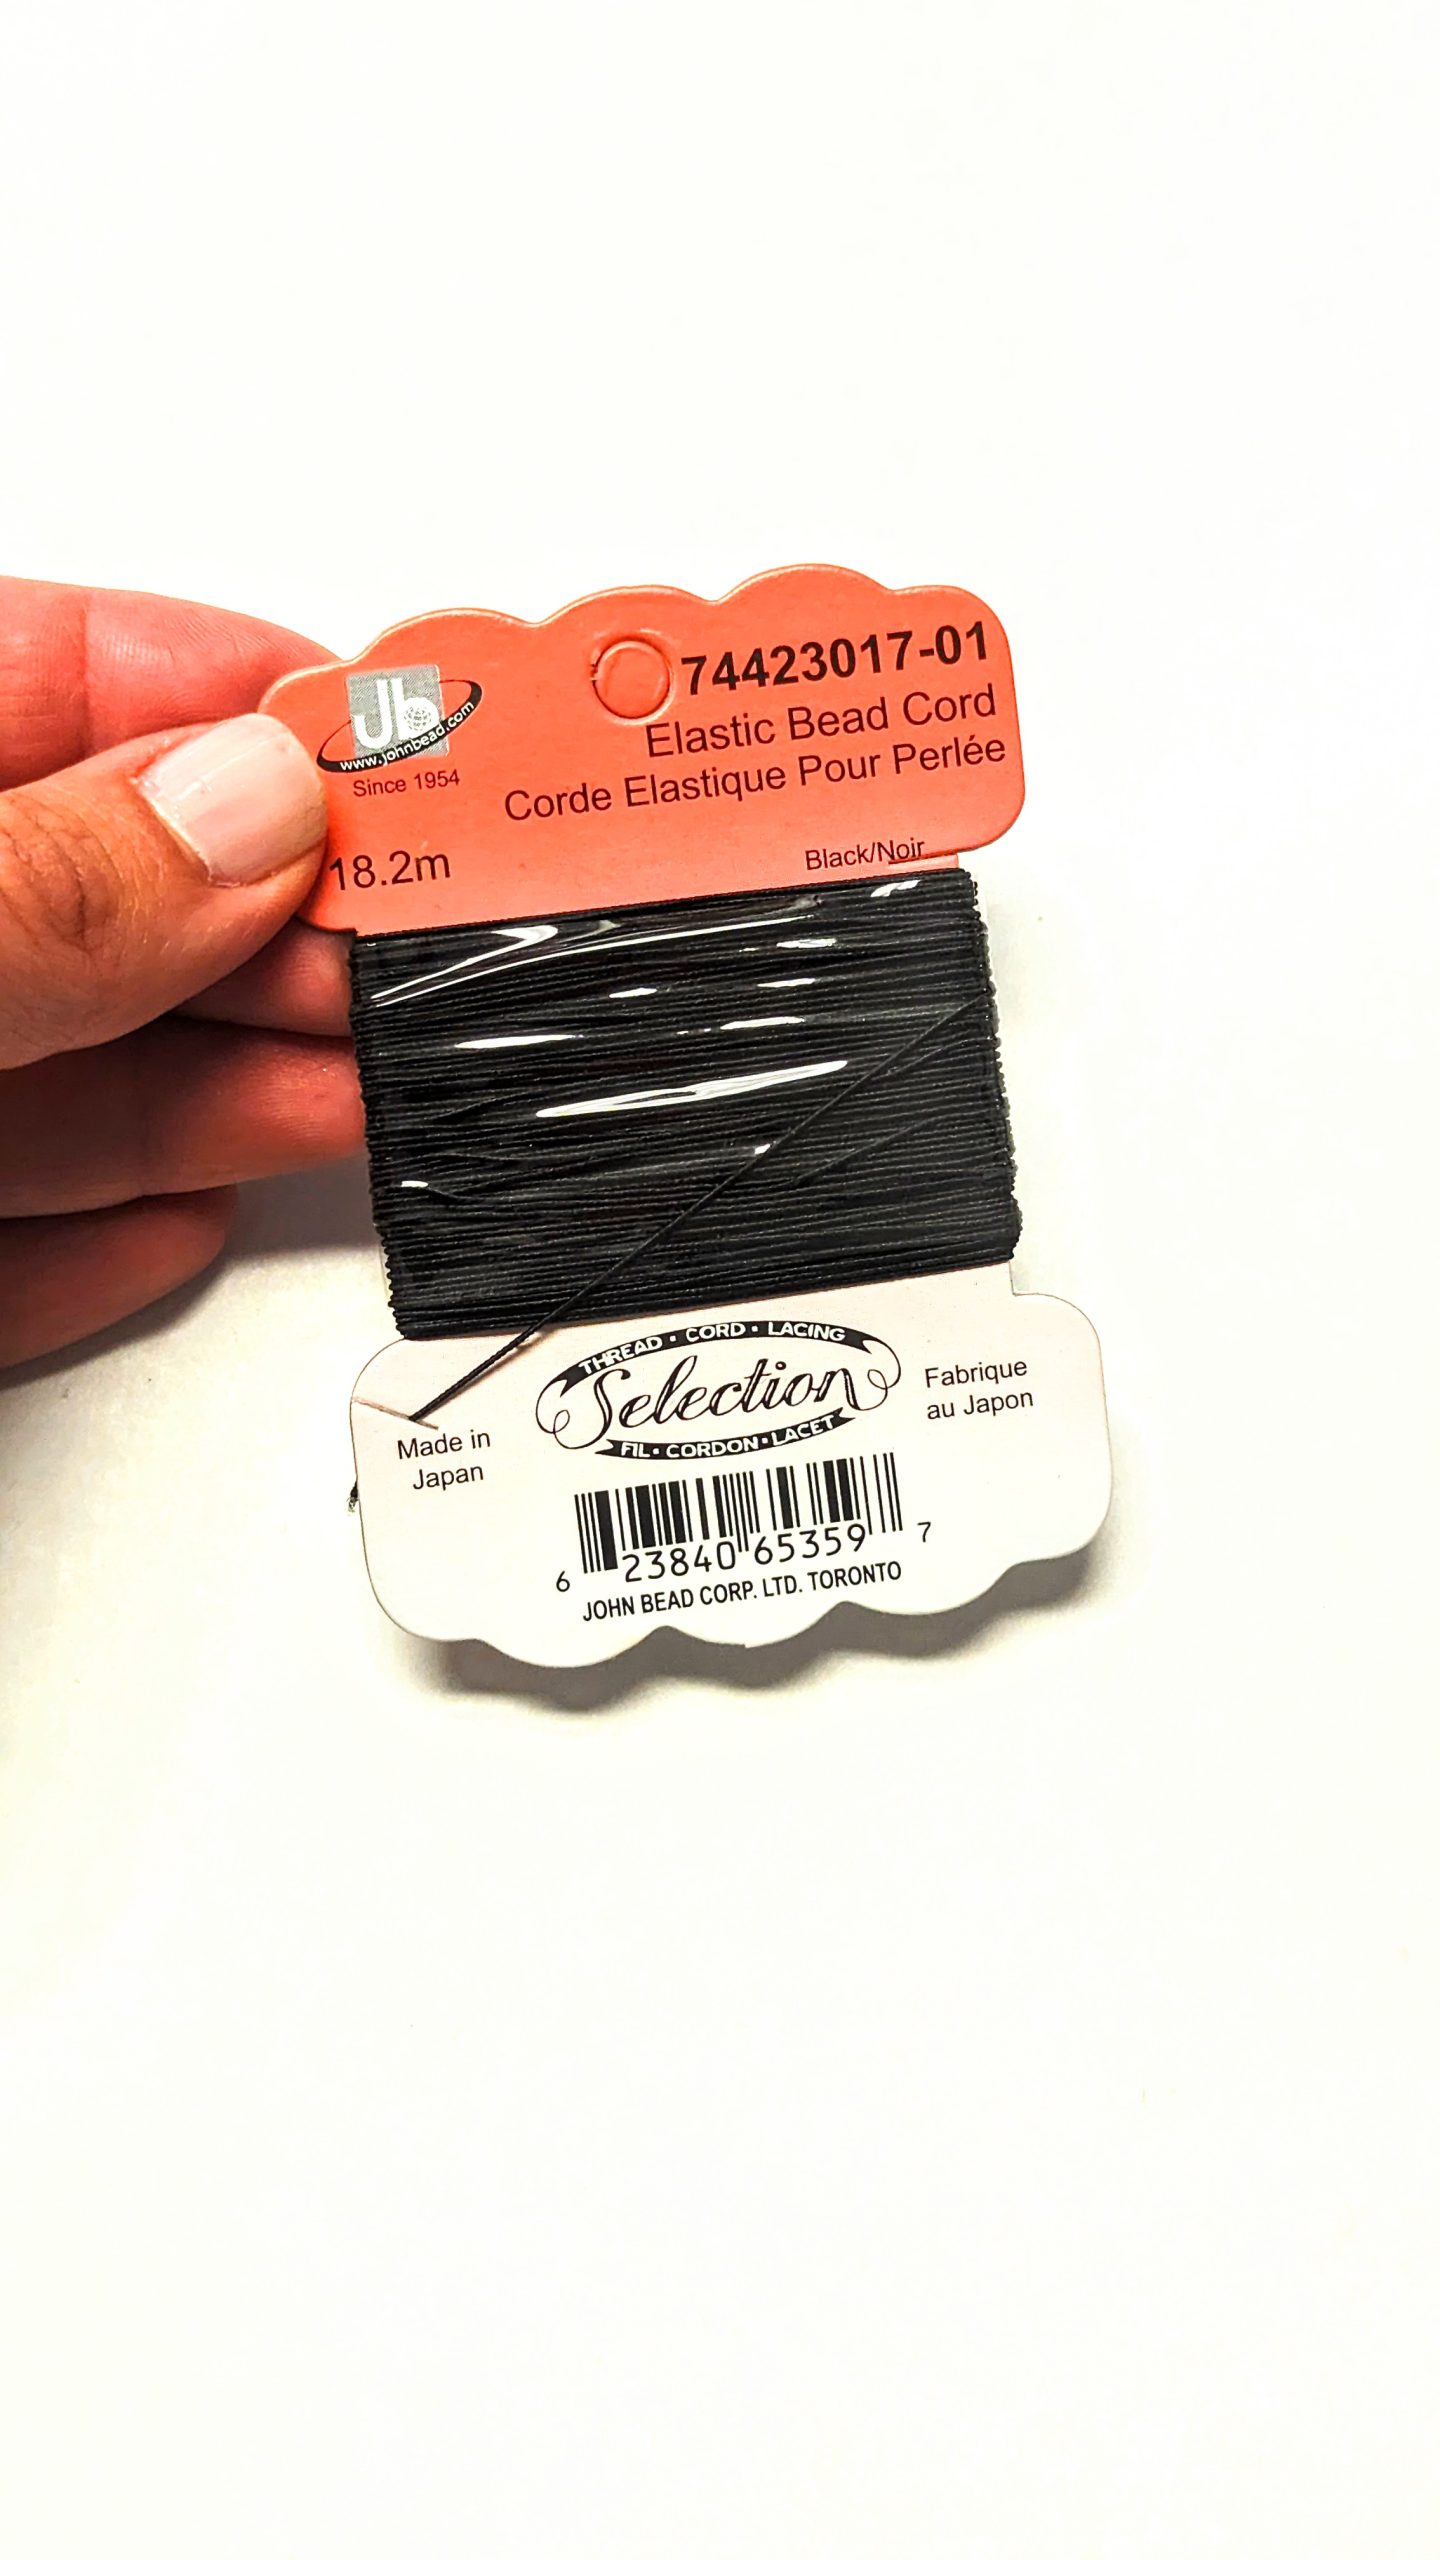 74423017-01
Elastic Bead Cord
Corde Elastique Pour Perlée
Jb
www.johnbead.com
Since 1954
18.2m
Black/Noir
THREAD • CORD • LACING
Selection
FIL • CORDON • LACET
Made in
Japan
Fabrique
au Japon
6 23840 65359 7
JOHN BEAD CORP. LTD. TORONTO